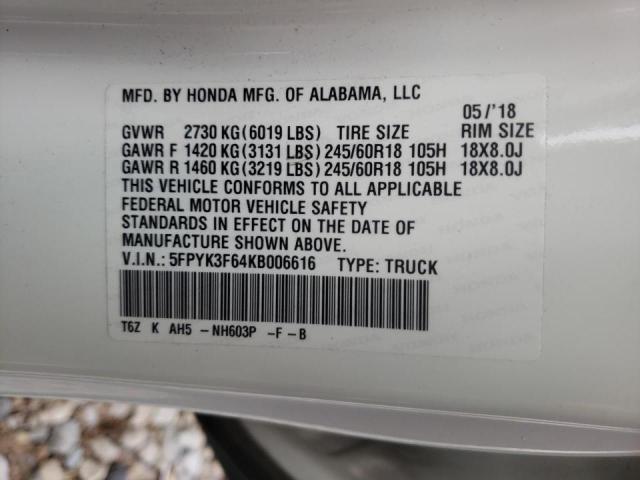 MFD. BY HONDA MFG. OF ALABAMA, LLC
05/'18
GVWR 2730 KG(6019 LBS) TIRE SIZE RIM SIZE
GAWR F 1420 KG(3131 LBS) 245/60R18 105H 18X8.0J
GAWR R 1460 KG(3219 LBS) 245/60R18 105H 18X8.0J
THIS VEHICLE CONFORMS TO ALL APPLICABLE
FEDERAL MOTOR VEHICLE SAFETY
STANDARDS IN EFFECT ON THE DATE OF
MANUFACTURE SHOWN ABOVE.
V.I.N.: 5FPYK3F64KB006616 TYPE: TRUCK
T6Z K AH5 -NH603P -F-B